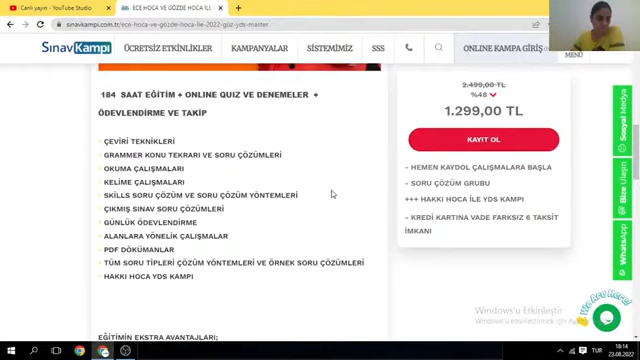 Canlı yayın - YouTube Studio
ECE HOCA VE GÖZDE HOCA İLE
sinavkampi.com.tr/ece-hoca-ve-gözde-hoca-ile-2022-güz-yds-master
SınavKampı
ÜCRETSİZ ETKİNLİKLER
KAMPANYALAR
SİSTEMİMİZ
SSS
ONLINE KAMPA GİRİŞ
MENÜ
184 SAAT EĞİTİM + ONLINE QUIZ VE DENEMELER +
ÖDEVLENDİRME VE TAKİP
ÇEVİRİ TEKNİKLERİ
GRAMMER KONU TEKRARI VE SORU ÇÖZÜMLERİ
OKUMA ÇALIŞMALARI
KELİME ÇALIŞMALARI
SKİLLS SORU ÇÖZÜM VE SORU ÇÖZÜM YÖNTEMLERİ
ÇIKMIŞ SINAV SORU ÇÖZÜMLERİ
GÜNLÜK ÖDEVLENDİRME
ALANLARA YÖNELİK ÇALIŞMALAR
PDF DÖKÜMANLAR
TÜM SORU TİPLERİ ÇÖZÜM YÖNTEMLERİ VE ÖRNEK SORU ÇÖZÜMLERİ
HAKKI HOCA YDS KAMPI
EĞİTİMİN EKSTRA AVANTAJLARI;
2.499,00 TL
%48
1.299,00 TL
KAYIT OL
~ HEMEN KAYDOL ÇALIŞMALARA BAŞLA
~ SORU ÇÖZÜM GRUBU
+++ HAKKI HOCA İLE YDS KAMPI
~ KREDİ KARTINA VADE FARKSIZ 6 TAKSİT
İMKANI
Sosyal Medya
Bize Ulaşın
WhatsApp
We Are Here!
Windows'u Etkinleştir
TUR
18:14
23.08.2022